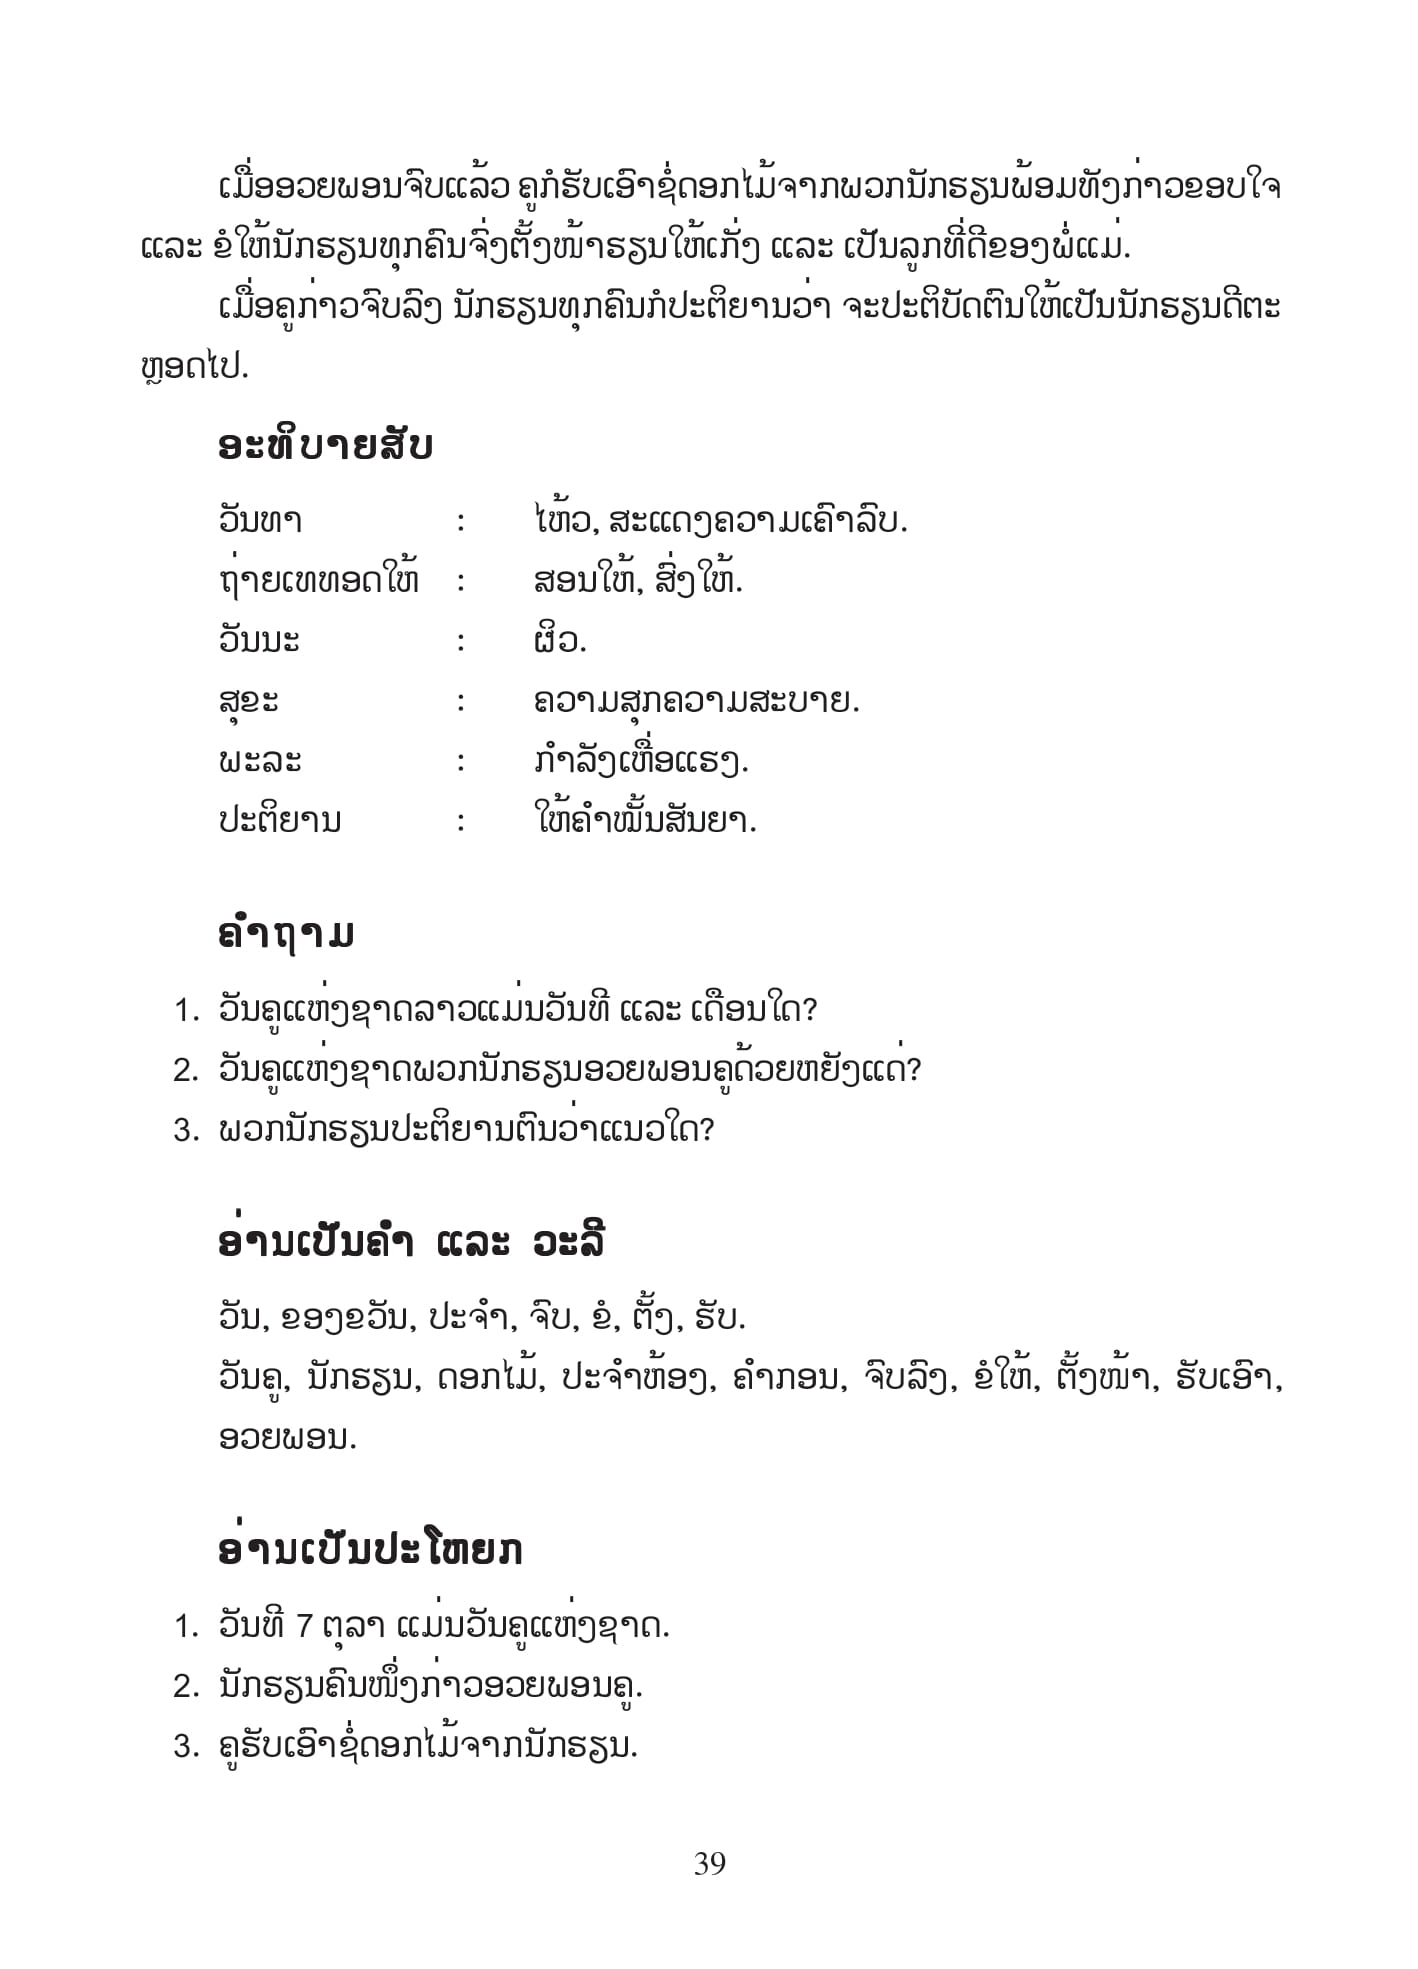 ເມື່ອອວຍພອນຈົບແລ້ວ ຄູກໍຮັບເອົາຊໍ່ດອກໄມ້ຈາກພວກນັກຮຽນພ້ອມທັງກ່າວຂອບໃຈ
ແລະ ຂໍໃຫ້ນັກຮຽນທຸກຄົນຈົ່ງຕັ້ງໜ້າຮຽນໃຫ້ເກັ່ງ ແລະ ເປັນລູກທີ່ດີຂອງພໍ່ແມ່.
ເມື່ອຄູກ່າວຈົບລົງ ນັກຮຽນທຸກຄົນກໍປະຕິຍານວ່າ ຈະປະຕິບັດຕົນໃຫ້ເປັນນັກຮຽນດີຕະ
ຫຼອດໄປ.
ອະທິບາຍສັບ
ວັນທາ : ໄຫ້ວ, ສະແດງຄວາມເຄົາລົບ.
ຖ່າຍເທທອດໃຫ້ : ສອນໃຫ້, ສົ່ງໃຫ້.
ວັນນະ : ຜິວ.
ສຸຂະ : ຄວາມສຸກຄວາມສະບາຍ.
ພະລະ : ກຳລັງເຫື່ອແຮງ.
ປະຕິຍານ : ໃຫ້ຄຳໝັ້ນສັນຍາ.
ຄຳຖາມ
1. ວັນຄູແຫ່ງຊາດລາວແມ່ນວັນທີ ແລະ ເດືອນໃດ?
2. ວັນຄູແຫ່ງຊາດພວກນັກຮຽນອວຍພອນຄູດ້ວຍຫຍັງແດ່?
3. ພວກນັກຮຽນປະຕິຍານຕົນວ່າແນວໃດ?
ອ່ານເປັນຄຳ ແລະ ວະລີ
ວັນ, ຂອງຂວັນ, ປະຈຳ, ຈົບ, ຂໍ, ຕັ້ງ, ຮັບ.
ວັນຄູ, ນັກຮຽນ, ດອກໄມ້, ປະຈຳຫ້ອງ, ຄຳກອນ, ຈົບລົງ, ຂໍໃຫ້, ຕັ້ງໜ້າ, ຮັບເອົາ,
ອວຍພອນ.
ອ່ານເປັນປະໂຫຍກ
1. ວັນທີ 7 ຕຸລາ ແມ່ນວັນຄູແຫ່ງຊາດ.
2. ນັກຮຽນຄົນໜຶ່ງກ່າວອວຍພອນຄູ.
3. ຄູຮັບເອົາຊໍ່ດອກໄມ້ຈາກນັກຮຽນ.
39